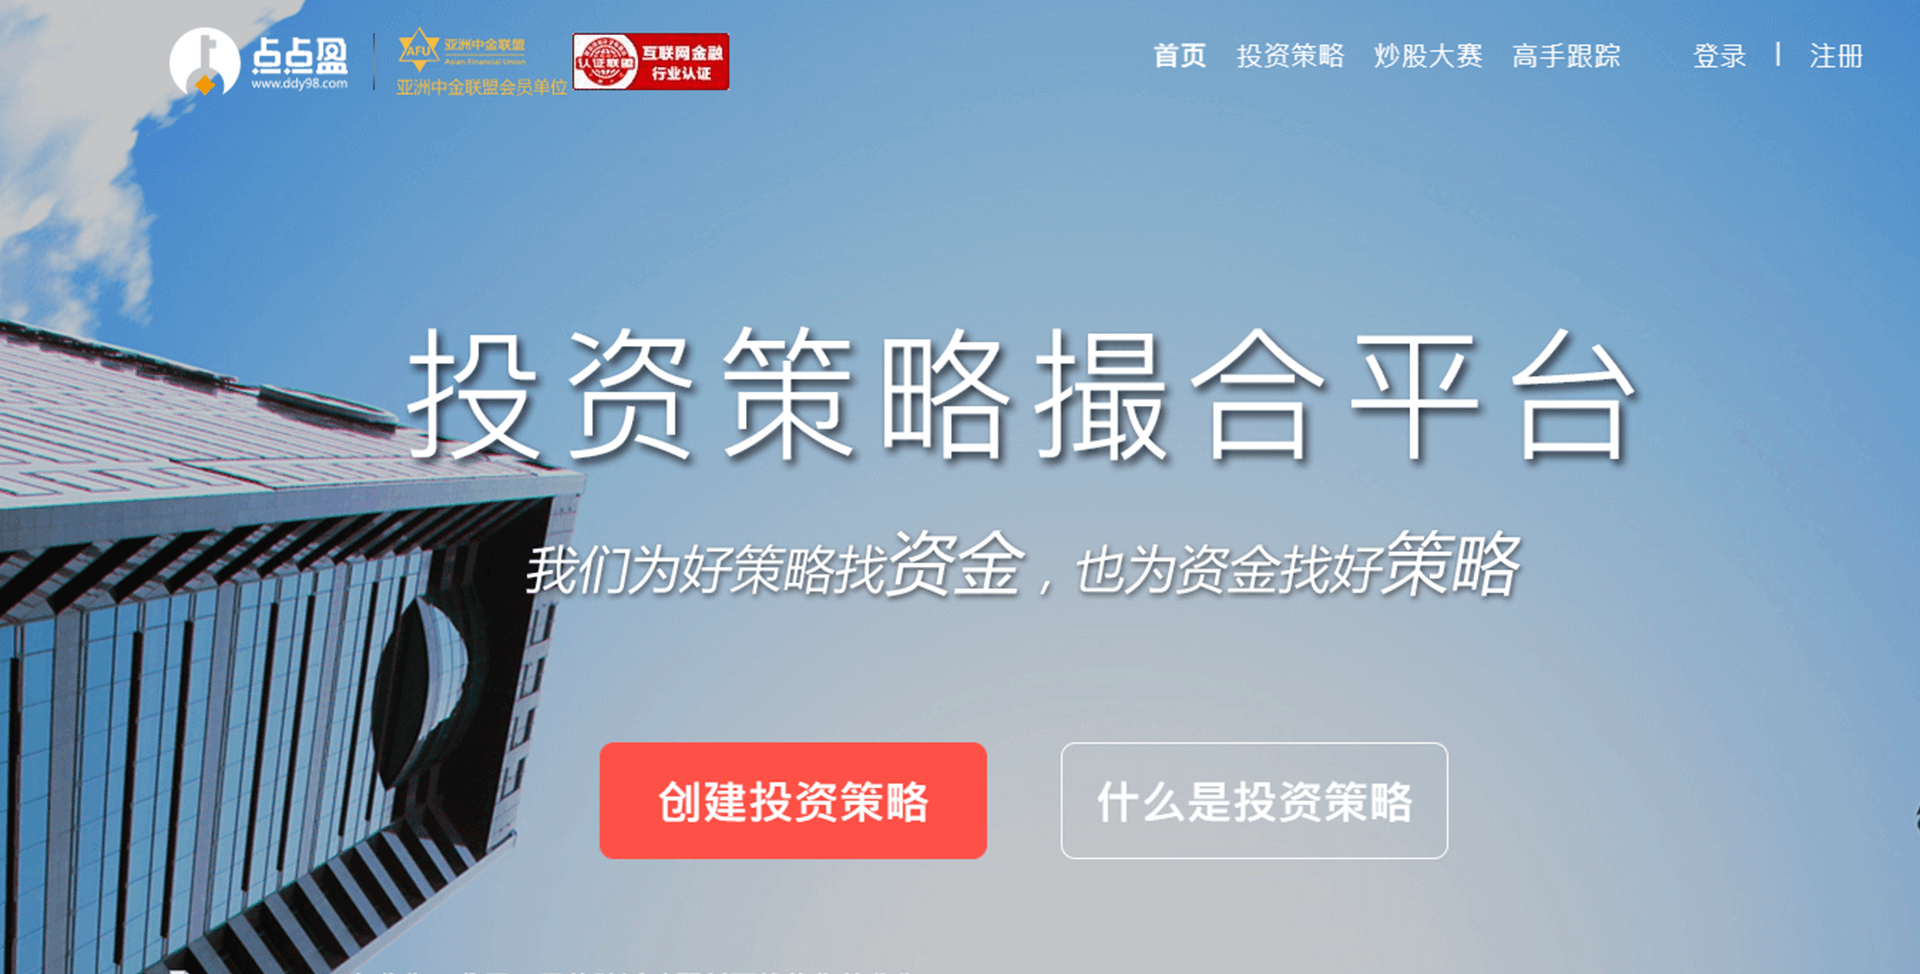 点点盈
www.ddy98.com
AFU
亚洲中金联盟
Asian Financial Union
亚洲中金联盟会员单位
认证联盟
互联网金融
行业认证
首页 投资策略 炒股大赛 高手跟踪 登录 | 注册
投资策略撮合平台
我们为好策略找资金，也为资金找好策略
创建投资策略
什么是投资策略